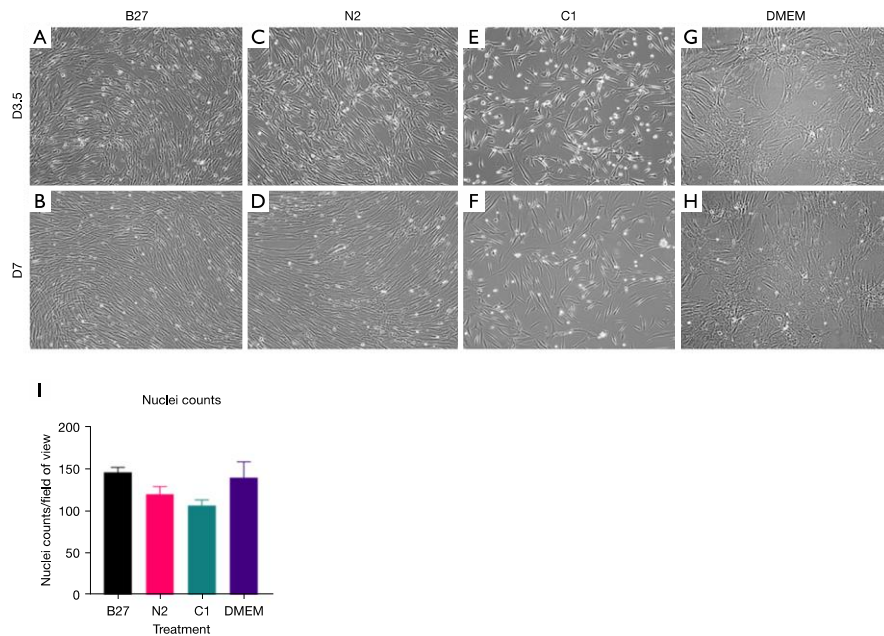 B27 N2 C1 DMEM
A C E G
D3.5
B D F H
D7
I
Nuclei counts
Nuclei counts/field of view
200
150
100
50
0
B27 N2 C1 DMEM
Treatment